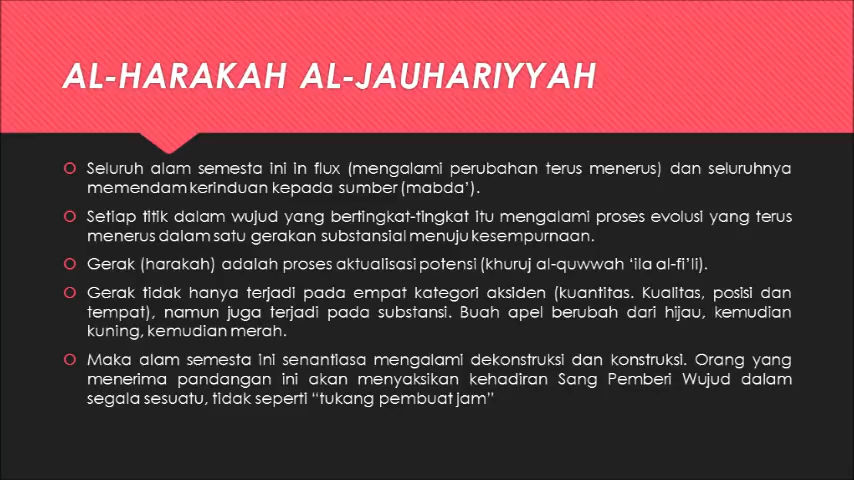 AL-HARAKAH AL-JAUHARIYYAH
Seluruh alam semesta ini in flux (mengalami perubahan terus menerus) dan seluruhnya
memendam kerinduan kepada sumber (mabda').
Setiap titik dalam wujud yang bertingkat-tingkat itu mengalami proses evolusi yang terus
menerus dalam satu gerakan substansial menuju kesempurnaan.
Gerak (harakah) adalah proses aktualisasi potensi (khuruj al-quwwah 'ila al-fi'li).
Gerak tidak hanya terjadi pada empat kategori aksiden (kuantitas. Kualitas, posisi dan
tempat), namun juga terjadi pada substansi. Buah apel berubah dari hijau, kemudian
kuning, kemudian merah.
Maka alam semesta ini senantiasa mengalami dekonstruksi dan konstruksi. Orang yang
menerima pandangan ini akan menyaksikan kehadiran Sang Pemberi Wujud dalam
segala sesuatu, tidak seperti “tukang pembuat jam”